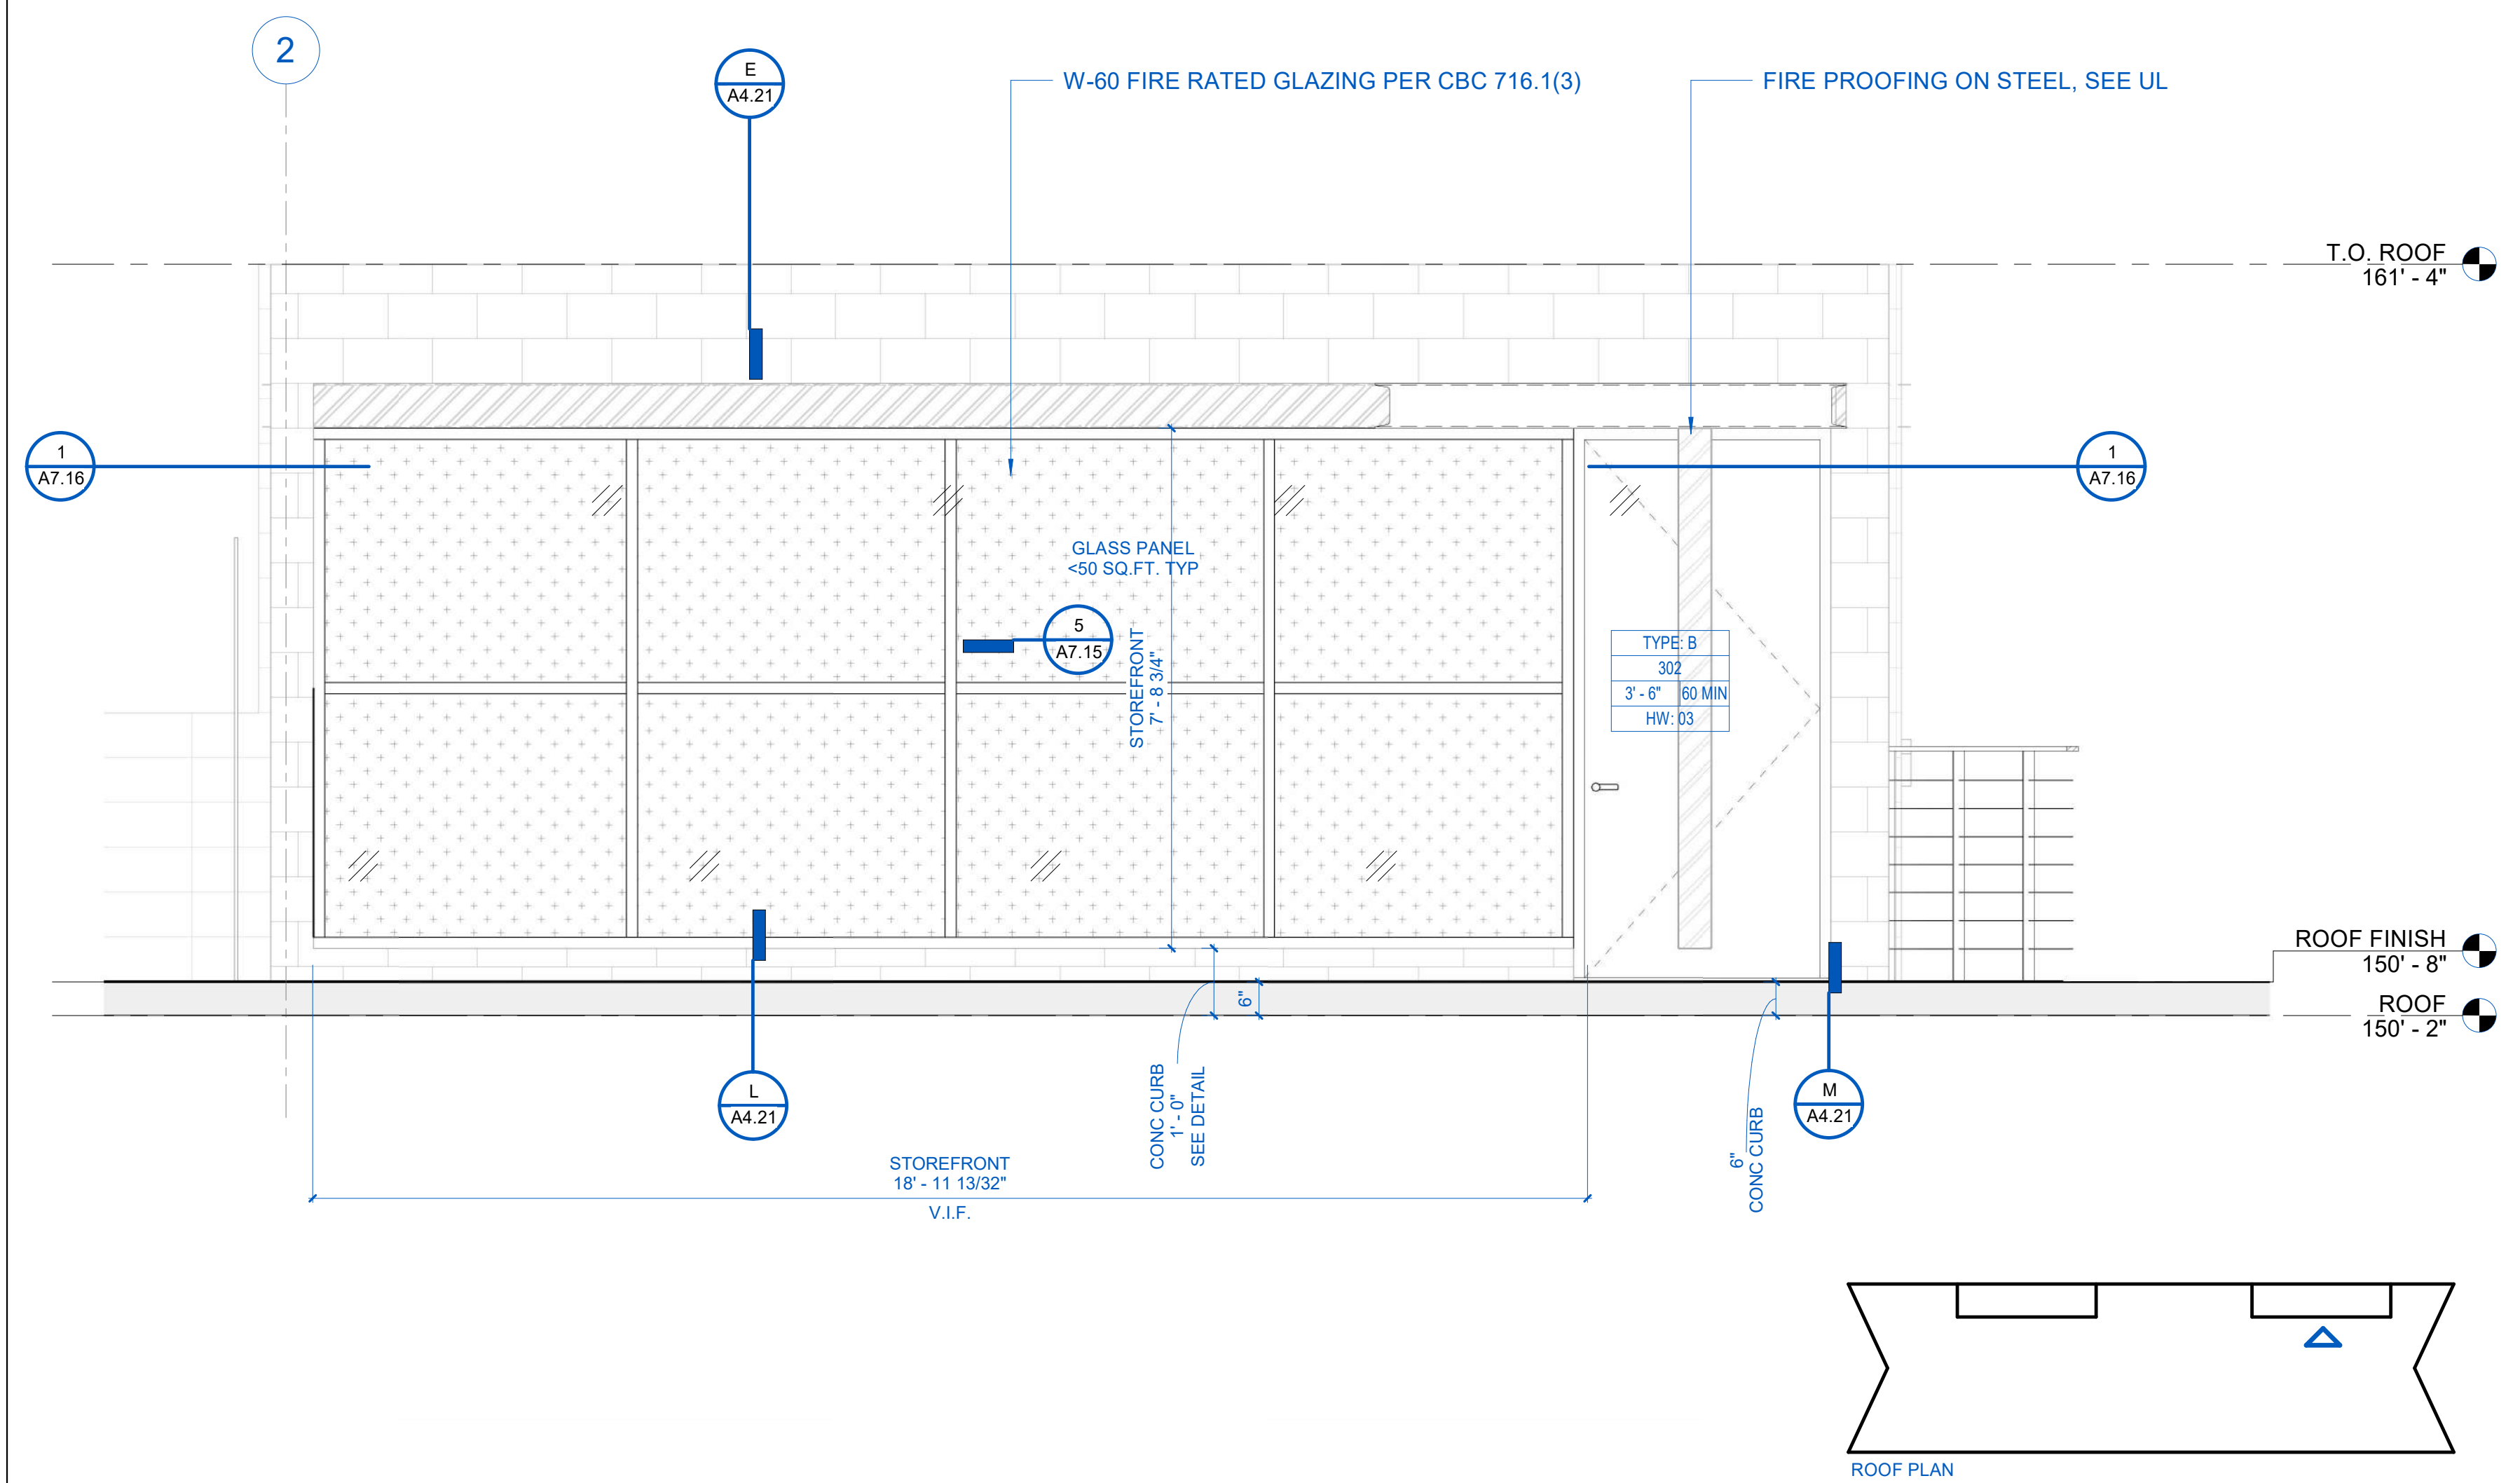 2
E
A4.21
W-60 FIRE RATED GLAZING PER CBC 716.1(3)
FIRE PROOFING ON STEEL, SEE UL
T.O. ROOF
161' - 4"
1
A7.16
1
A7.16
GLASS PANEL
<50 SQ.FT. TYP
5
A7.15
STOREFRONT
7' - 8 3/4"
TYPE: B
302
3' - 6" 60 MIN
HW: 03
ROOF FINISH
150' - 8"
ROOF
150' - 2"
6"
L
A4.21
CONC CURB
1' - 0"
SEE DETAIL
6"
CONC CURB
M
A4.21
STOREFRONT
18' - 11 13/32"
V.I.F.
ROOF PLAN